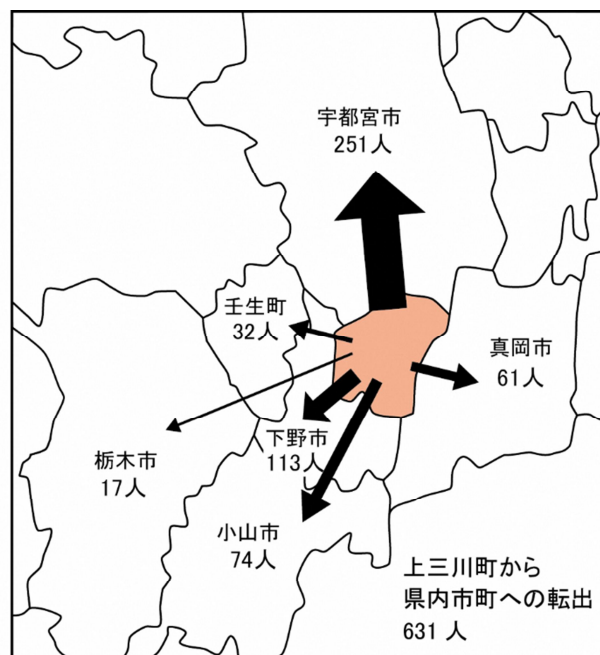 宇都宮市
251人
壬生町
32人
真岡市
61人
下野市
113人
栃木市
17人
小山市
74人
上三川町から
県内市町への転出
631 人